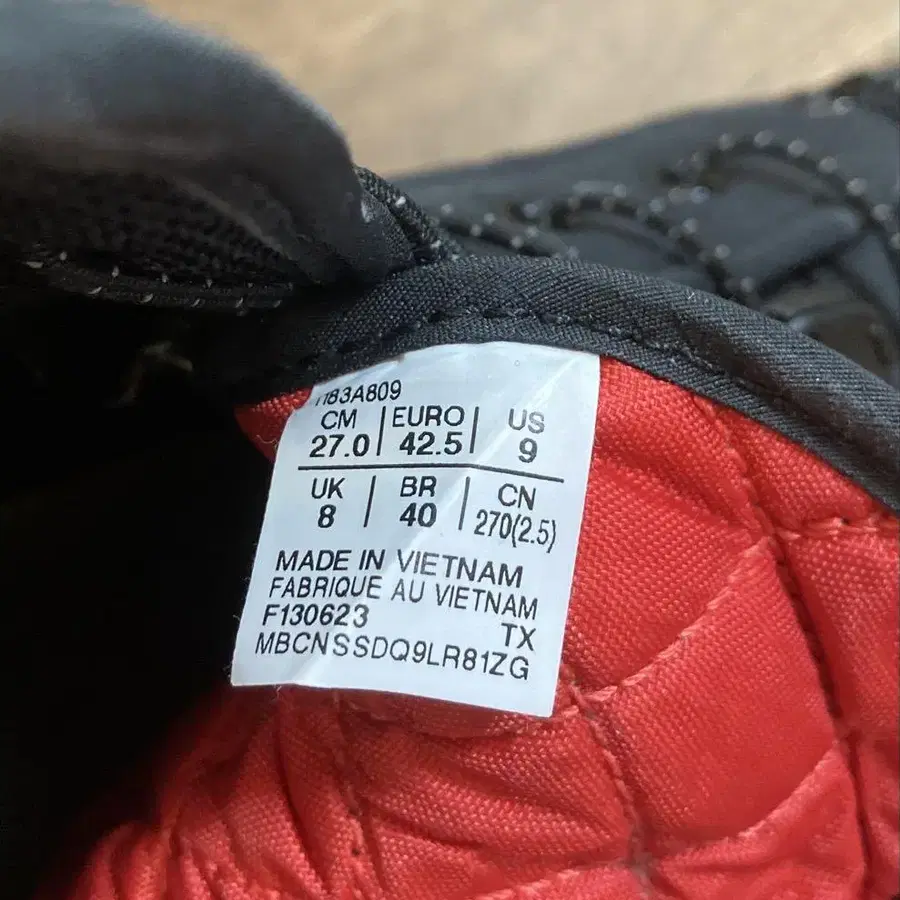 1183A809
CM EURO US
27.0 42.5 9
UK BR CN
8 40 270(2.5)
MADE IN VIETNAM
FABRIQUE AU VIETNAM
F130623 TX
MBCNSSDQ9LR81ZG